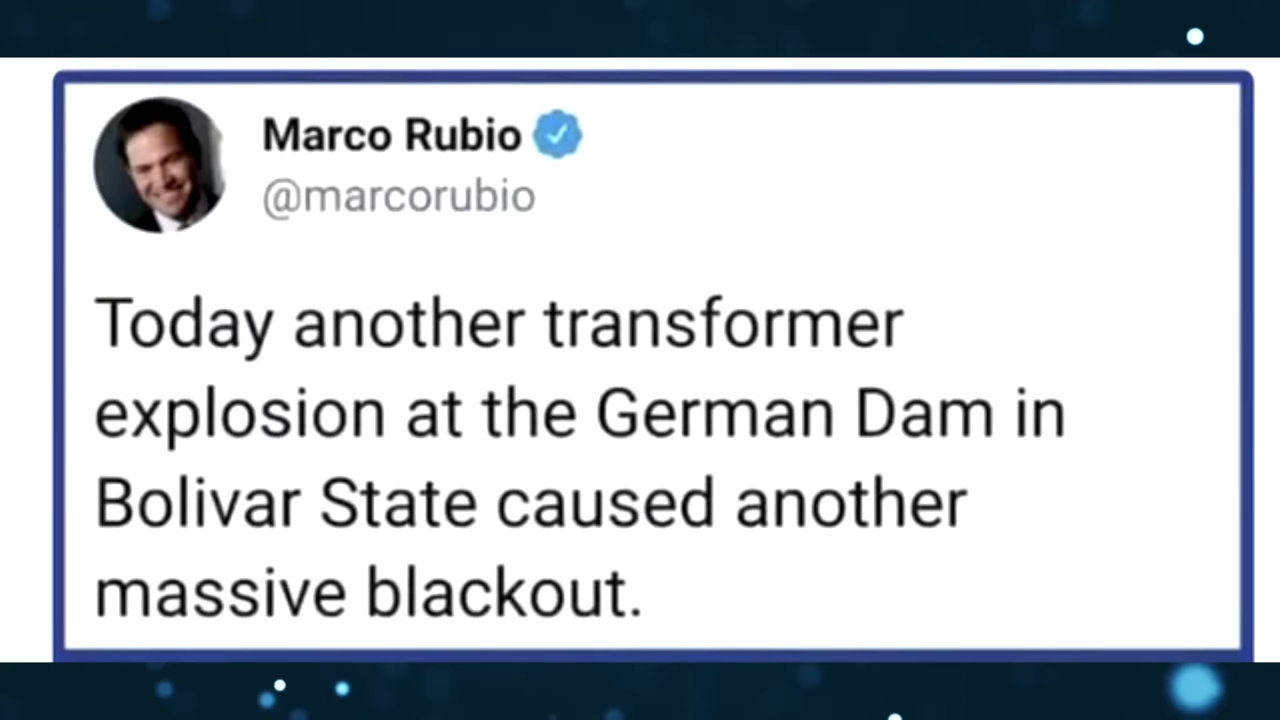 Marco Rubio
@marcorubio
Today another transformer
explosion at the German Dam in
Bolivar State caused another
massive blackout.